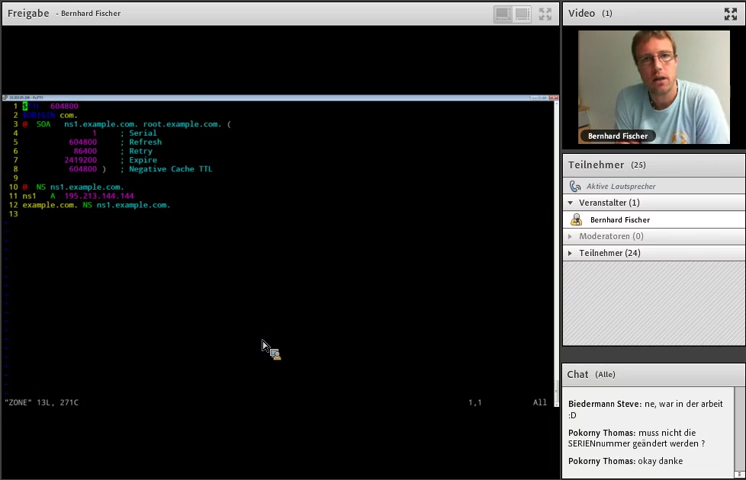 Freigabe - Bernhard Fischer
1 604800
2 com.
3 @ SOA ns1.example.com. root.example.com. (
4 1 ; Serial
5 604800 ; Refresh
6 86400 ; Retry
7 2419200 ; Expire
8 604800 ) ; Negative Cache TTL
9
10 @ NS ns1.example.com.
11 ns1 A 195.213.144.144
12 example.com. NS ns1.example.com.
13
"ZONE" 13L, 271C 1,1 All
Video (1)
Bernhard Fischer
Teilnehmer (25)
Aktive Lautsprecher
Veranstalter (1)
Bernhard Fischer
Moderatoren (0)
Teilnehmer (24)
Chat (Alle)
Biedermann Steve: ne, war in der arbeit
:D
Pokorny Thomas: muss nicht die
SERIENnummer geändert werden ?
Pokorny Thomas: okay danke